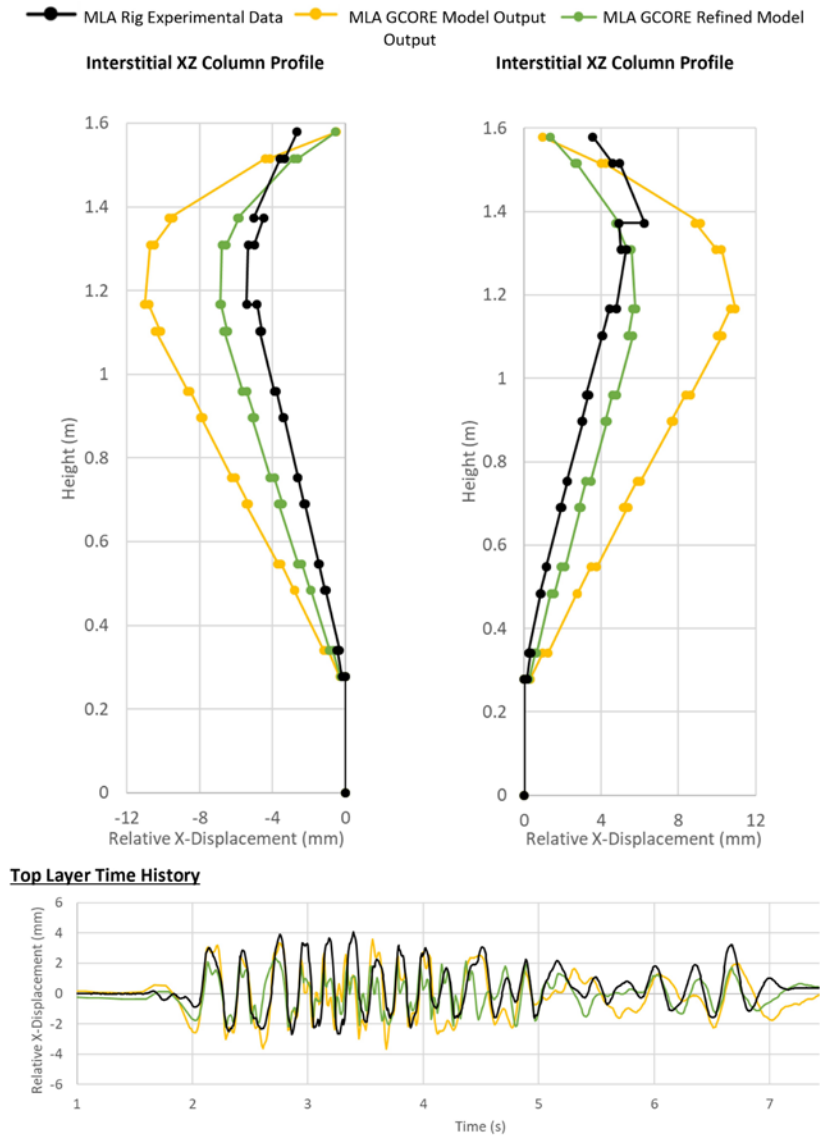 MLA Rig Experimental Data MLA GCORE Model Output MLA GCORE Refined Model
Output
Interstitial XZ Column Profile Interstitial XZ Column Profile
1.6
1.4
1.2
1
0.8
0.6
0.4
0.2
0
Height (m)
-12 -8 -4 0
Relative X-Displacement (mm)
1.6
1.4
1.2
1
0.8
0.6
0.4
0.2
0
Height (m)
0 4 8 12
Relative X-Displacement (mm)
Top Layer Time History
6
4
2
0
-2
-4
-6
Relative X-Displacement (mm)
1 2 3 4 5 6 7
Time (s)